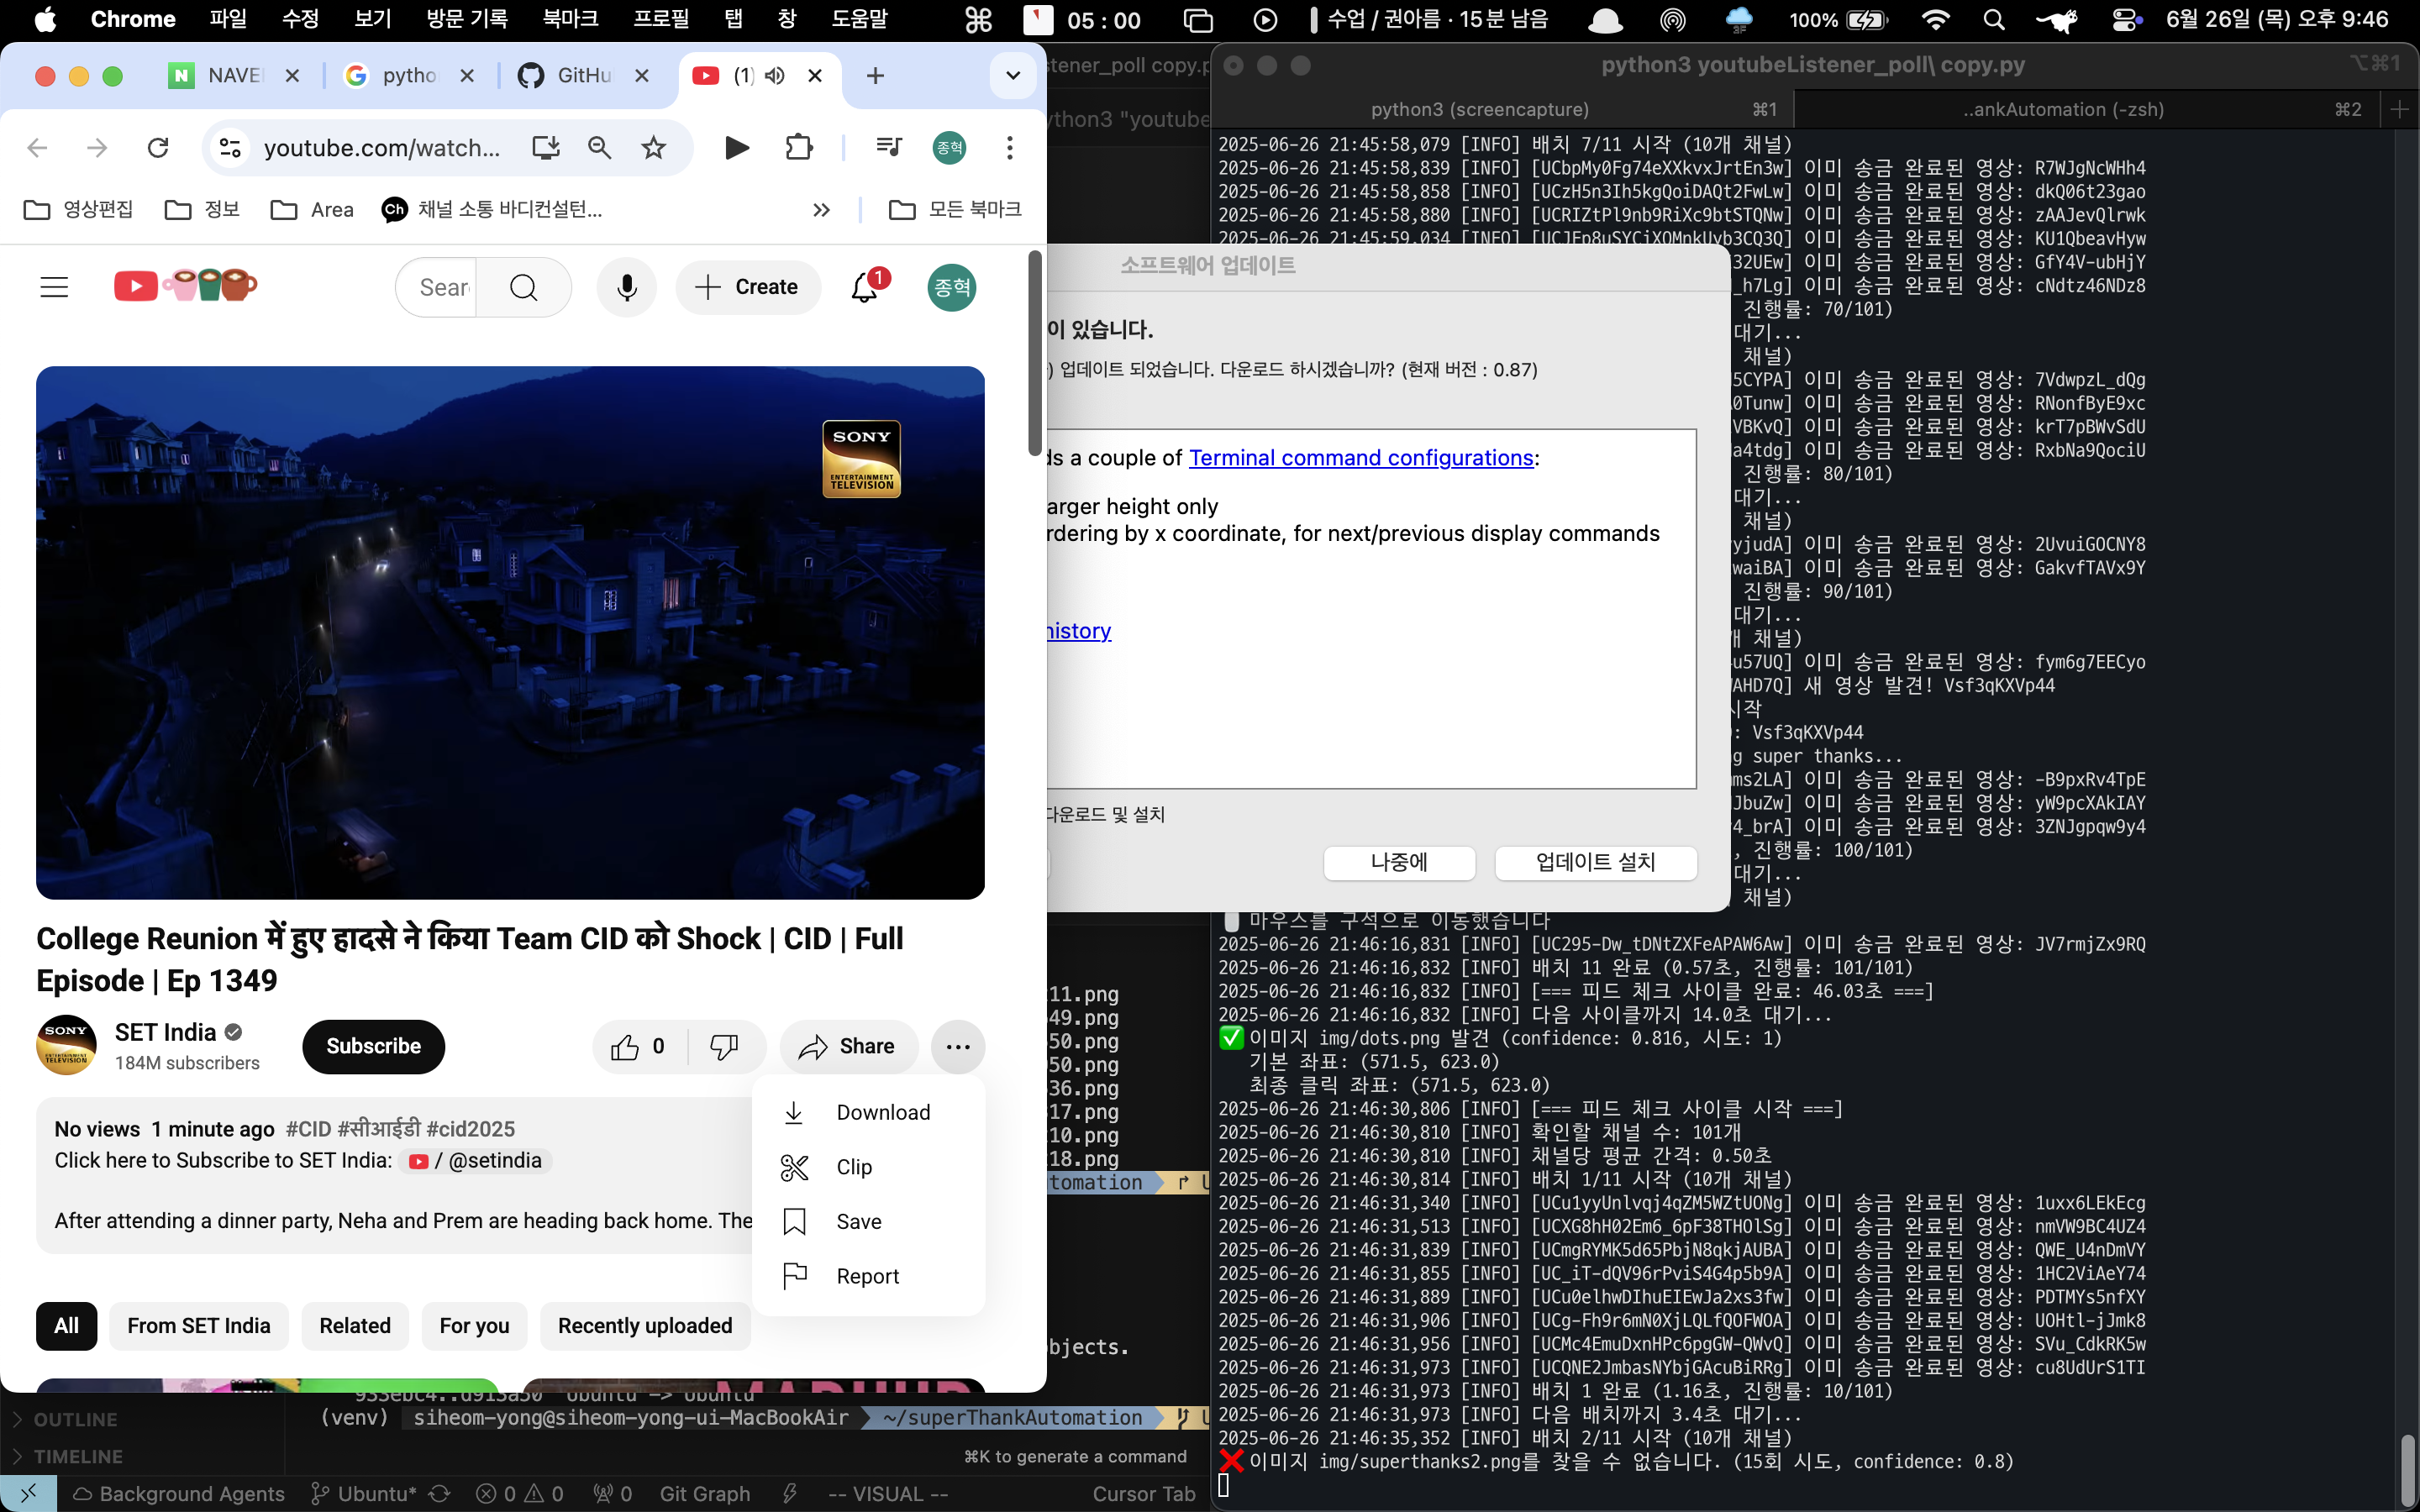 Chrome 파일 수정 보기 방문 기록 북마크 프로필 탭 창 도움말 05 : 00 수업 / 권아름 · 15분 남음 100% 6월 26일 (목) 오후 9:46
NAVE pytho GitHu (1)
youtube.com/watch... 종혁
영상편집 정보 Area Ch 채널 소통 바디컨설턴... 모든 북마크
Sear Create 1 종혁
SONY
ENTERTAINMENT
TELEVISION
College Reunion में हुए हादसे ने किया Team CID को Shock | CID | Full
Episode | Ep 1349
SET India
184M subscribers
Subscribe 0 Share
Download
Clip
Save
Report
No views 1 minute ago #CID #सीआईडी #cid2025
Click here to Subscribe to SET India: / @setindia
After attending a dinner party, Neha and Prem are heading back home. The
All From SET India Related For you Recently uploaded
stener_poll copy.p
ython3 "youtube
소프트웨어 업데이트
이 있습니다.
) 업데이트 되었습니다. 다운로드 하시겠습니까? (현재 버전 : 0.87)
ds a couple of Terminal command configurations:
arger height only
rdering by x coordinate, for next/previous display commands
history
다운로드 및 설치
나중에 업데이트 설치
11.png
49.png
50.png
50.png
36.png
17.png
10.png
18.png
tomation
bjects.
(venv) siheom-yong@siheom-yong-ui-MacBookAir ~/superThankAutomation
OUTLINE
TIMELINE
⌘K to generate a command
Background Agents Ubuntu* 0 0 0 Git Graph -- VISUAL -- Cursor Tab
python3 youtubeListener_poll\ copy.py ⌥⌘1
python3 (screencapture) ⌘1 ..ankAutomation (-zsh) ⌘2
2025-06-26 21:45:58,079 [INFO] 배치 7/11 시작 (10개 채널)
2025-06-26 21:45:58,839 [INFO] [UCbpMy0Fg74eXXkvxJrtEn3w] 이미 송금 완료된 영상: R7WJgNcWHh4
2025-06-26 21:45:58,858 [INFO] [UCzH5n3Ih5kgQoiDAQt2FwLw] 이미 송금 완료된 영상: dkQ06t23gao
2025-06-26 21:45:58,880 [INFO] [UCRIZtPl9nb9RiXc9btSTQNw] 이미 송금 완료된 영상: zAAJevQlrwk
2025-06-26 21:45:59,034 [INFO] [UCJFp8uSYCjXOMnkUyb3CQ3Q] 이미 송금 완료된 영상: KU1QbeavHyw
32UEw] 이미 송금 완료된 영상: GfY4V-ubHjY
_h7Lg] 이미 송금 완료된 영상: cNdtz46NDz8
진행률: 70/101)
대기...
채널)
5CYPA] 이미 송금 완료된 영상: 7VdwpzL_dQg
0Tunw] 이미 송금 완료된 영상: RNonfByE9xc
VBKvQ] 이미 송금 완료된 영상: krT7pBWvSdU
a4tdg] 이미 송금 완료된 영상: RxbNa9QociU
진행률: 80/101)
대기...
채널)
yjudA] 이미 송금 완료된 영상: 2UvuiGOCNY8
waiBA] 이미 송금 완료된 영상: GakvfTAVx9Y
진행률: 90/101)
대기...
개 채널)
u57UQ] 이미 송금 완료된 영상: fym6g7EECyo
AHD7Q] 새 영상 발견! Vsf3qKXVp44
시작
: Vsf3qKXVp44
g super thanks...
ms2LA] 이미 송금 완료된 영상: -B9pxRv4TpE
JbuZw] 이미 송금 완료된 영상: yW9pcXAkIAY
4_brA] 이미 송금 완료된 영상: 3ZNJgpqw9y4
, 진행률: 100/101)
대기...
채널)
마우스를 구석으로 이동했습니다
2025-06-26 21:46:16,831 [INFO] [UC295-Dw_tDNtZXFeAPAW6Aw] 이미 송금 완료된 영상: JV7rmjZx9RQ
2025-06-26 21:46:16,832 [INFO] 배치 11 완료 (0.57초, 진행률: 101/101)
2025-06-26 21:46:16,832 [INFO] [=== 피드 체크 사이클 완료: 46.03초 ===]
2025-06-26 21:46:16,832 [INFO] 다음 사이클까지 14.0초 대기...
✅ 이미지 img/dots.png 발견 (confidence: 0.816, 시도: 1)
기본 좌표: (571.5, 623.0)
최종 클릭 좌표: (571.5, 623.0)
2025-06-26 21:46:30,806 [INFO] [=== 피드 체크 사이클 시작 ===]
2025-06-26 21:46:30,810 [INFO] 확인할 채널 수: 101개
2025-06-26 21:46:30,810 [INFO] 채널당 평균 간격: 0.50초
2025-06-26 21:46:30,814 [INFO] 배치 1/11 시작 (10개 채널)
2025-06-26 21:46:31,340 [INFO] [UCu1yyUnlvqj4qZM5WZtUONg] 이미 송금 완료된 영상: 1uxx6LEkEcg
2025-06-26 21:46:31,513 [INFO] [UCXG8hH02Em6_6pF38THOlSg] 이미 송금 완료된 영상: nmVW9BC4UZ4
2025-06-26 21:46:31,839 [INFO] [UCmgRYMK5d65PbjN8qkjAUBA] 이미 송금 완료된 영상: QWE_U4nDmVY
2025-06-26 21:46:31,855 [INFO] [UC_iT-dQV96rPviS4G4p5b9A] 이미 송금 완료된 영상: 1HC2ViAeY74
2025-06-26 21:46:31,889 [INFO] [UCu0elhwDIhuEIEwJa2xs3fw] 이미 송금 완료된 영상: PDTMYs5nfXY
2025-06-26 21:46:31,906 [INFO] [UCg-Fh9r6mN0XjLQLfQOFWOA] 이미 송금 완료된 영상: UOHtl-jJmk8
2025-06-26 21:46:31,956 [INFO] [UCMc4EmuDxnHPc6pgGW-QWvQ] 이미 송금 완료된 영상: SVu_CdkRK5w
2025-06-26 21:46:31,973 [INFO] [UCQNE2JmbasNYbjGAcuBiRRg] 이미 송금 완료된 영상: cu8UdUrS1TI
2025-06-26 21:46:31,973 [INFO] 배치 1 완료 (1.16초, 진행률: 10/101)
2025-06-26 21:46:31,973 [INFO] 다음 배치까지 3.4초 대기...
2025-06-26 21:46:35,352 [INFO] 배치 2/11 시작 (10개 채널)
❌ 이미지 img/superthanks2.png를 찾을 수 없습니다. (15회 시도, confidence: 0.8)